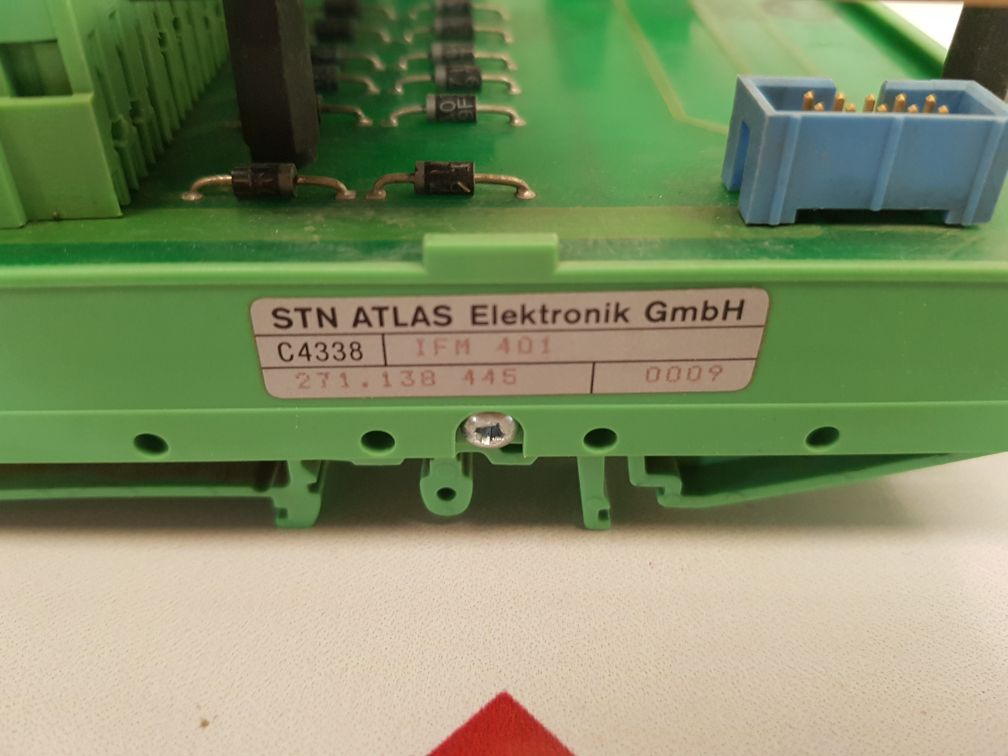 STN ATLAS Elektronik GmbH
C4338 IFM 401
271.138 445 0009